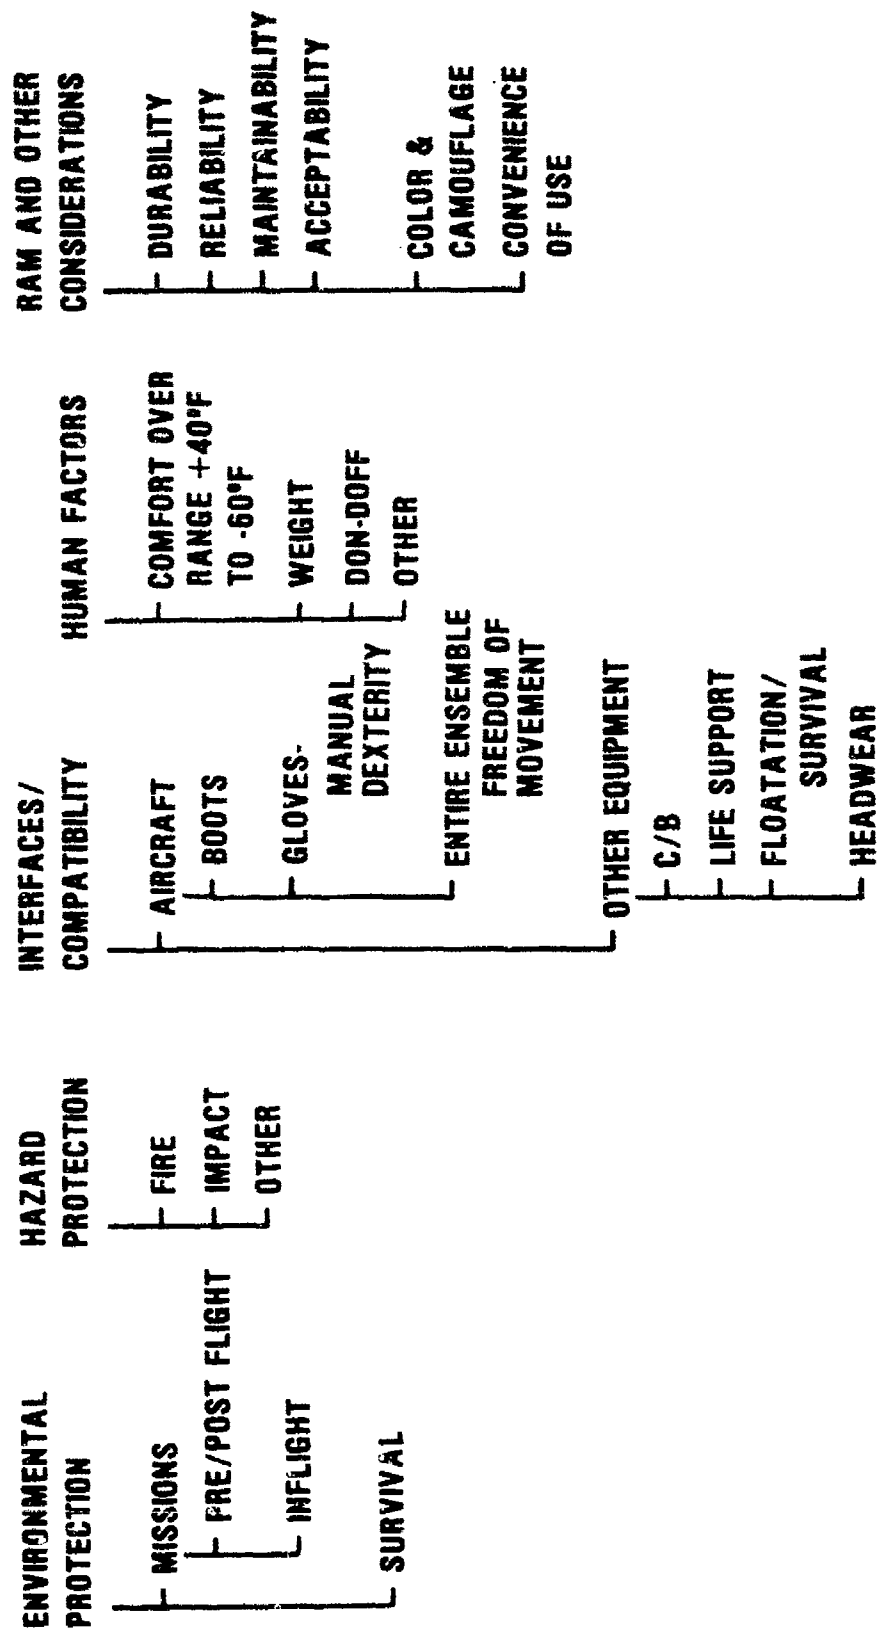 ENVIRONMENTAL
PROTECTION
MISSIONS
PRE/POST FLIGHT
INFLIGHT
SURVIVAL
HAZARD
PROTECTION
FIRE
IMPACT
OTHER
INTERFACES/
COMPATIBILITY
AIRCRAFT
BOOTS
GLOVES-
MANUAL
DEXTERITY
ENTIRE ENSEMBLE
FREEDOM OF
MOVEMENT
OTHER EQUIPMENT
C/B
LIFE SUPPORT
FLOATATION/
SURVIVAL
HEADWEAR
HUMAN FACTORS
COMFORT OVER
RANGE +40°F
TO -60°F
WEIGHT
DON-DOFF
OTHER
RAM AND OTHER
CONSIDERATIONS
DURABILITY
RELIABILITY
MAINTAINABILITY
ACCEPTABILITY
COLOR &
CAMOUFLAGE
CONVENIENCE
OF USE